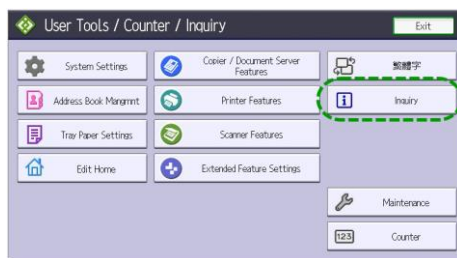 User Tools / Counter / Inquiry
Exit
System Settings
Copier / Document Server
Features
繁體字
Address Book Mangmnt
Printer Features
Inquiry
Tray Paper Settings
Scanner Features
Edit Home
Extended Feature Settings
Maintenance
123
Counter